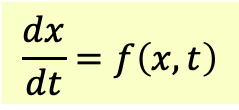 dx/dt = f(x, t)